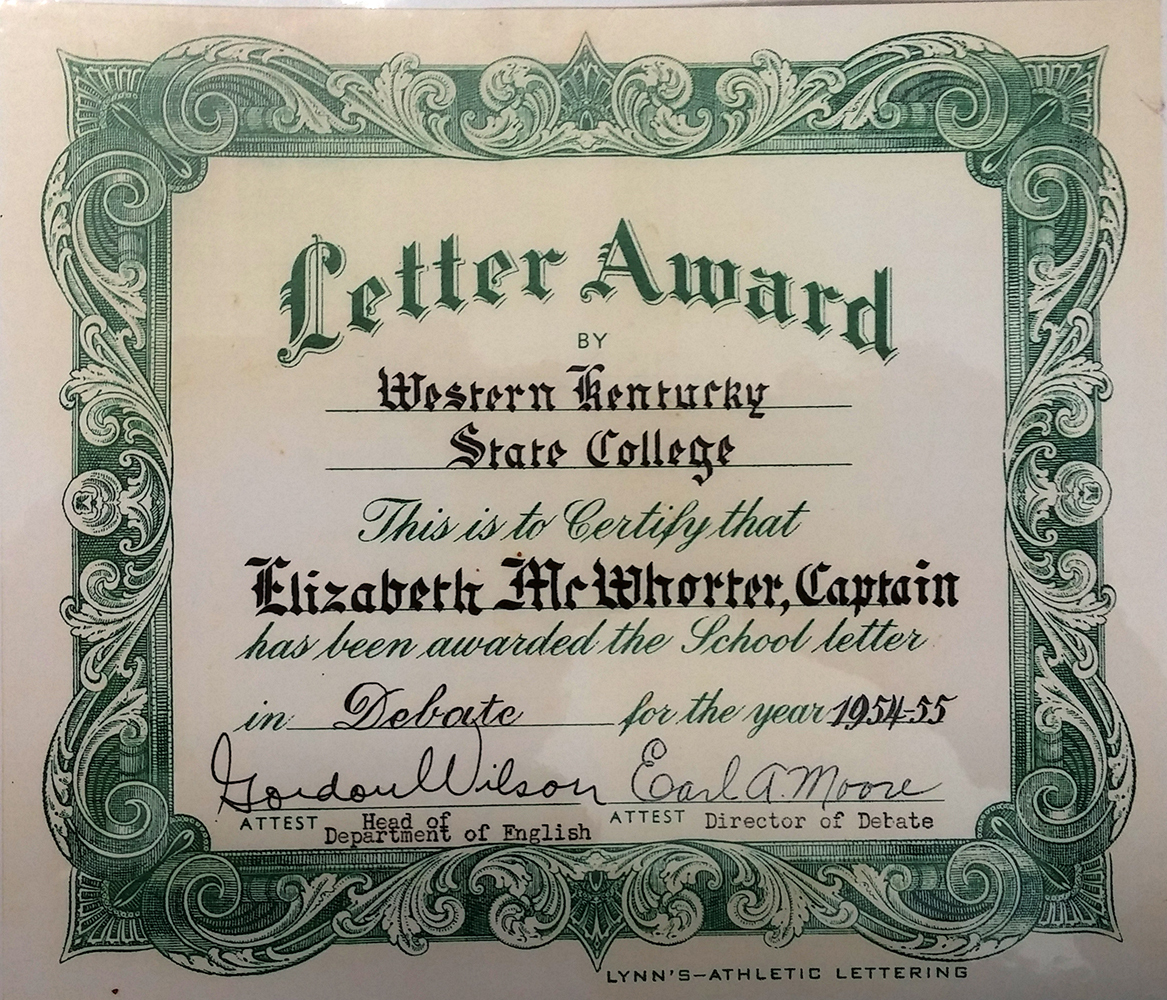 Letter Award
BY
Western Kentucky
State College
This is to Certify that
Elizabeth McWhorter, Captain
has been awarded the School letter
in Debate for the year 1954-55
Gordon Wilson Earl A. Moore
ATTEST Head of Department of English ATTEST Director of Debate
LYNN'S-ATHLETIC LETTERING